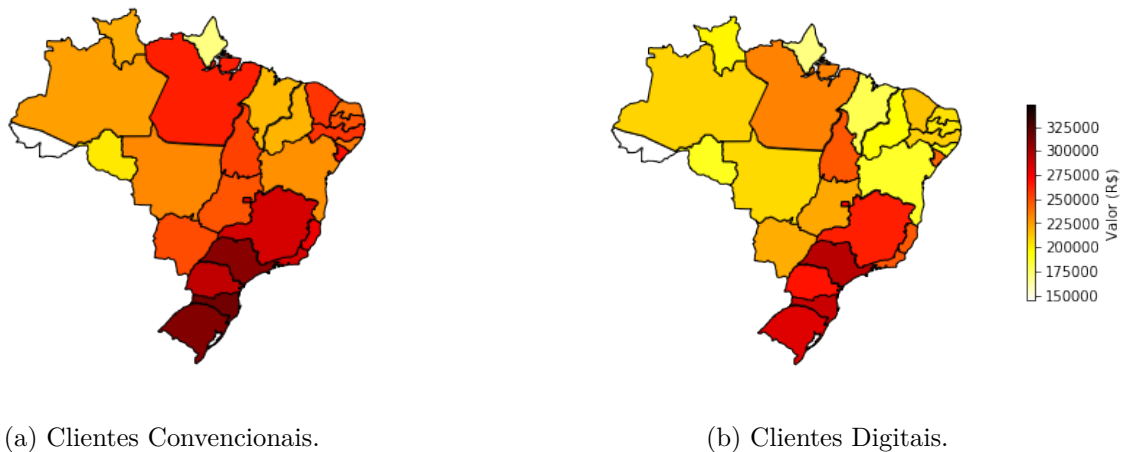 325000
300000
275000
250000
225000
200000
175000
150000
Valor (R$)
(a) Clientes Convencionais.
(b) Clientes Digitais.